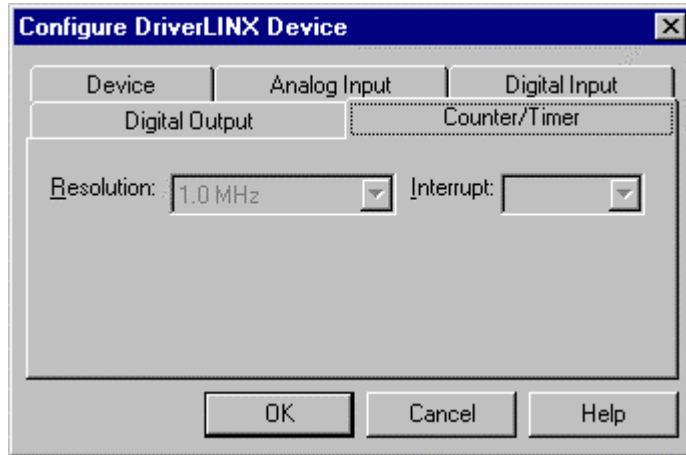 Configure DriverLINX Device
Device Analog Input Digital Input
Digital Output Counter/Timer
Resolution: 1.0 MHz Interrupt:
OK Cancel Help